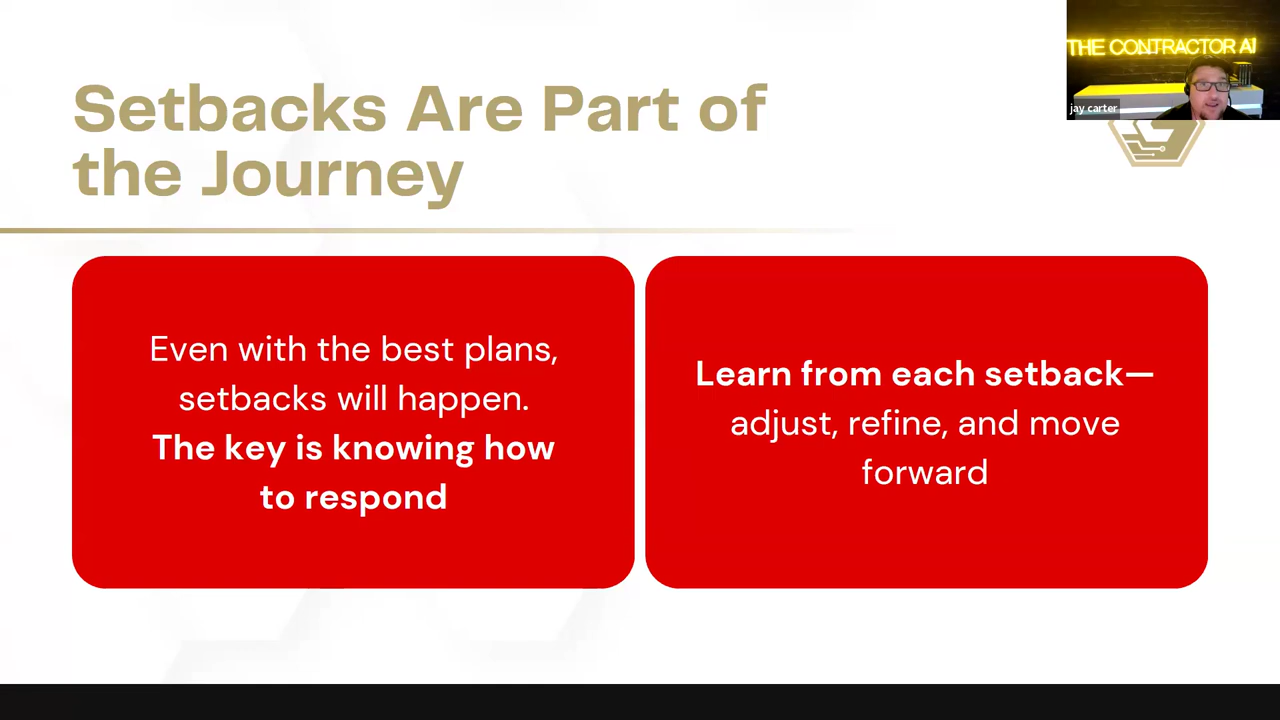 THE CONTRACTOR AI
jay carter
Setbacks Are Part of
the Journey
Even with the best plans,
setbacks will happen.
The key is knowing how
to respond
Learn from each setback—
adjust, refine, and move
forward